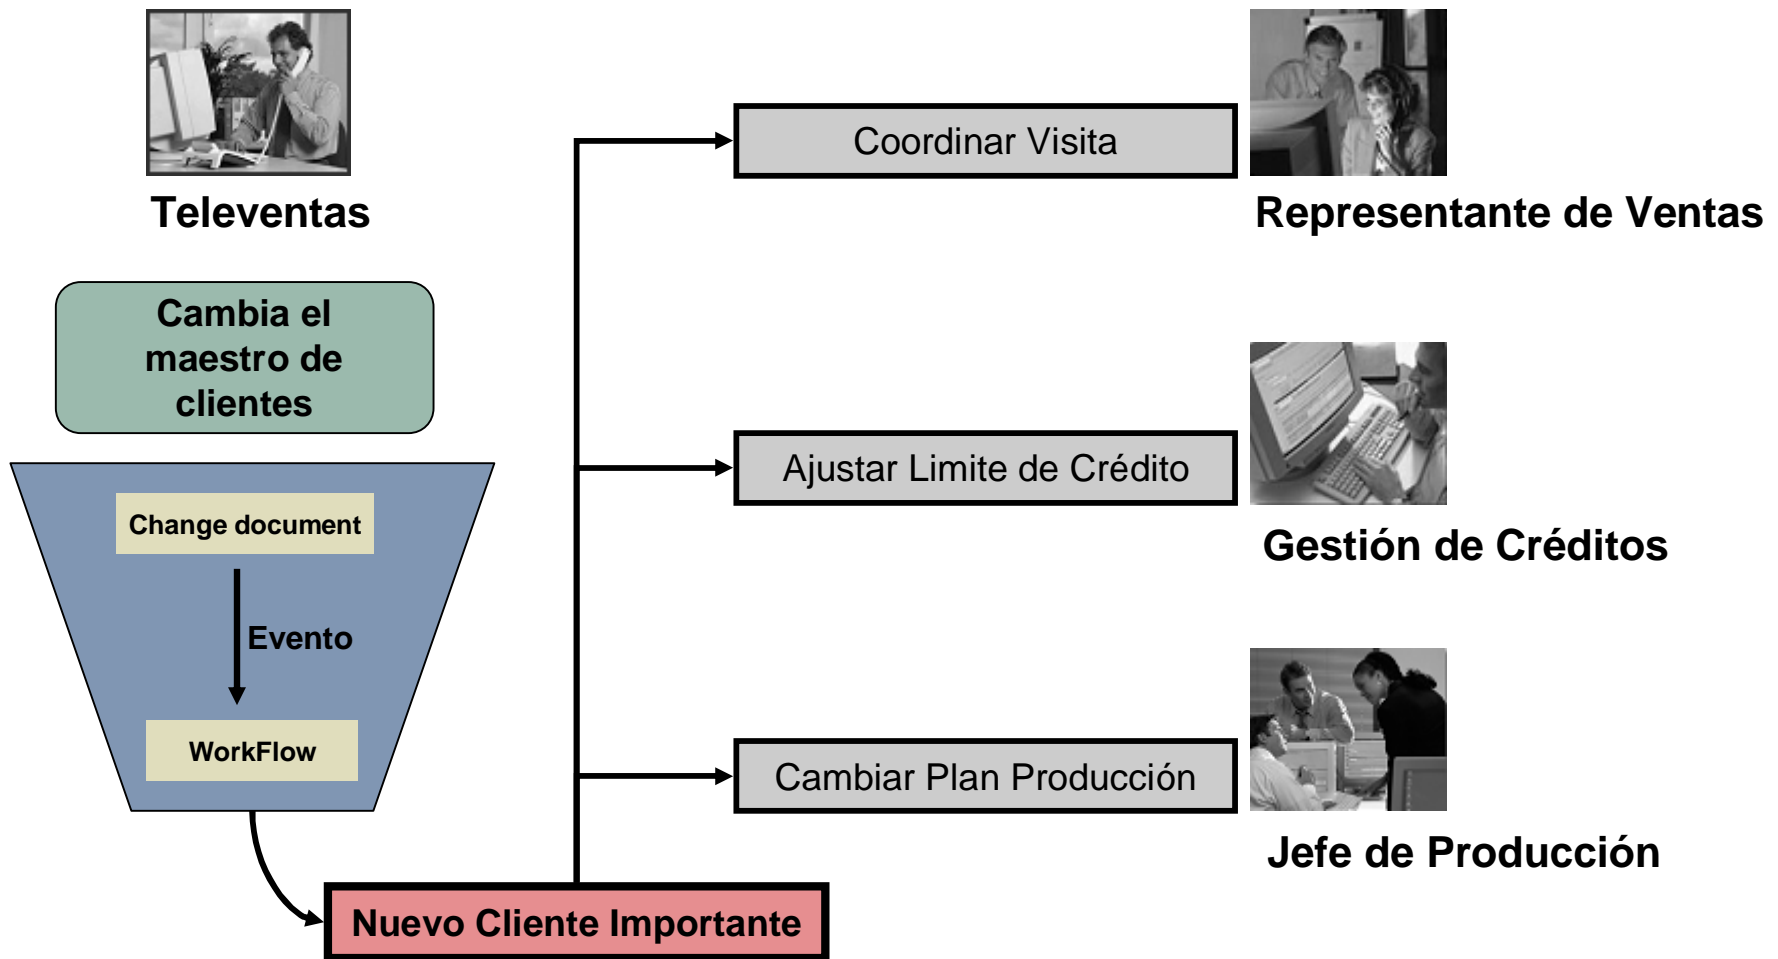 Televentas
Cambia el
maestro de
clientes
Change document
Evento
WorkFlow
Nuevo Cliente Importante
Coordinar Visita
Representante de Ventas
Ajustar Limite de Crédito
Gestión de Créditos
Cambiar Plan Producción
Jefe de Producción